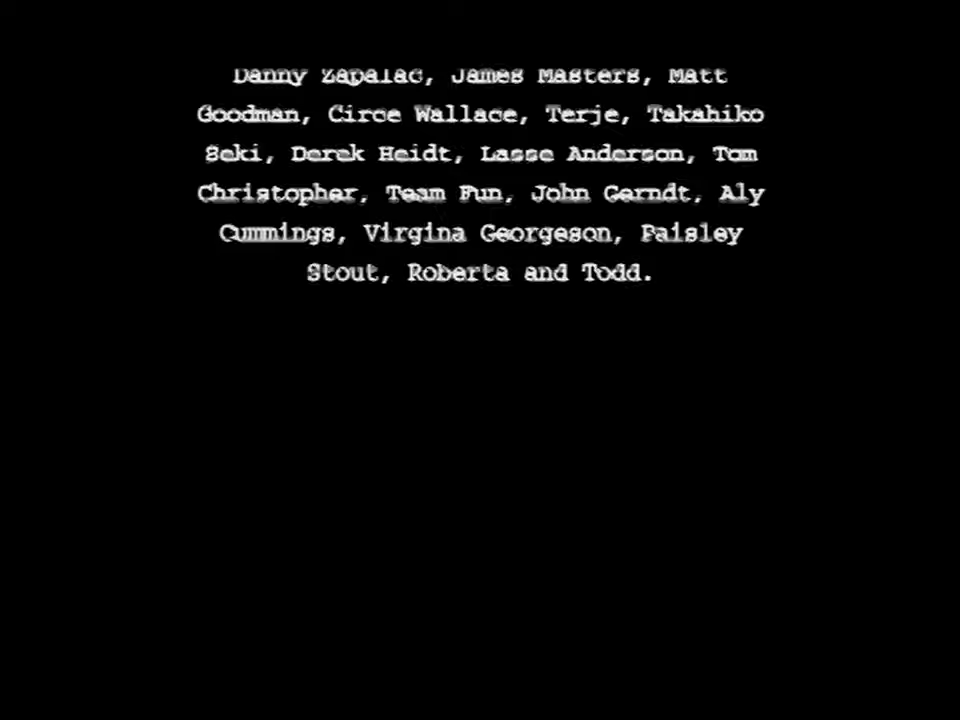 Danny Zapalac, James Masters, Matt
Goodman, Circe Wallace, Terje, Takahiko
Seki, Derek Heidt, Lasse Anderson, Tom
Christopher, Team Fun, John Gerndt, Aly
Cummings, Virgina Georgeson, Paisley
Stout, Roberta and Todd.